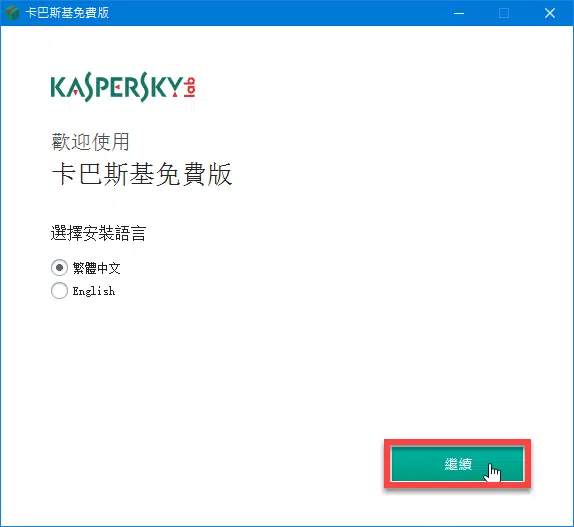 卡巴斯基免費版
KASPERSKY lab
歡迎使用
卡巴斯基免費版
選擇安裝語言
繁體中文
English
繼續